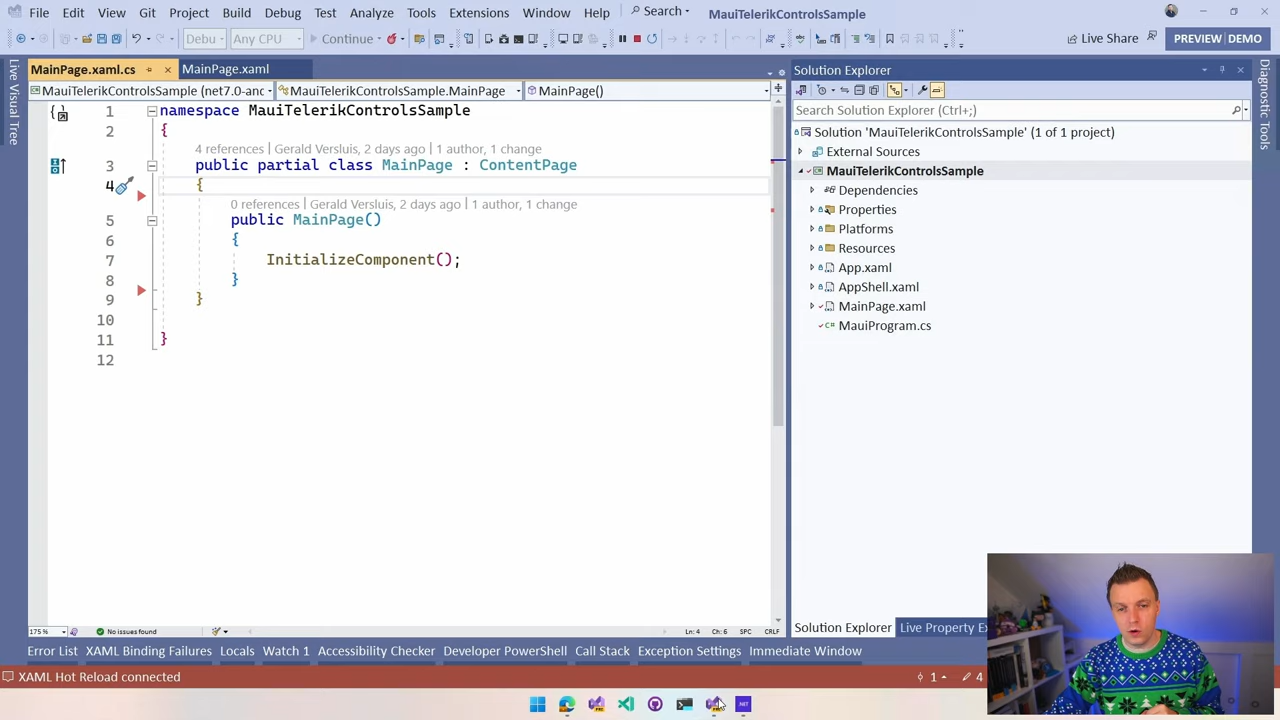 File Edit View Git Project Build Debug Test Analyze Tools Extensions Window Help Search MauiTelerikControlsSample
Debu Any CPU Continue Live Share PREVIEW / DEMO
Live Visual Tree
MainPage.xaml.cs MainPage.xaml
MauiTelerikControlsSample (net7.0-anc MauiTelerikControlsSample.MainPage MainPage()
1 namespace MauiTelerikControlsSample
2 {
4 references | Gerald Versluis, 2 days ago | 1 author, 1 change
3 public partial class MainPage : ContentPage
4 {
0 references | Gerald Versluis, 2 days ago | 1 author, 1 change
5 public MainPage()
6 {
7 InitializeComponent();
8 }
9 }
10
11 }
12
175 % No issues found Ln: 4 Ch: 6 SPC CRLF
Solution Explorer
Search Solution Explorer (Ctrl+;)
Solution 'MauiTelerikControlsSample' (1 of 1 project)
External Sources
MauiTelerikControlsSample
Dependencies
Properties
Platforms
Resources
App.xaml
AppShell.xaml
MainPage.xaml
C# MauiProgram.cs
Solution Explorer Live Property Ex
Diagnostic Tools
Error List XAML Binding Failures Locals Watch 1 Accessibility Checker Developer PowerShell Call Stack Exception Settings Immediate Window
XAML Hot Reload connected 1 4
.NET